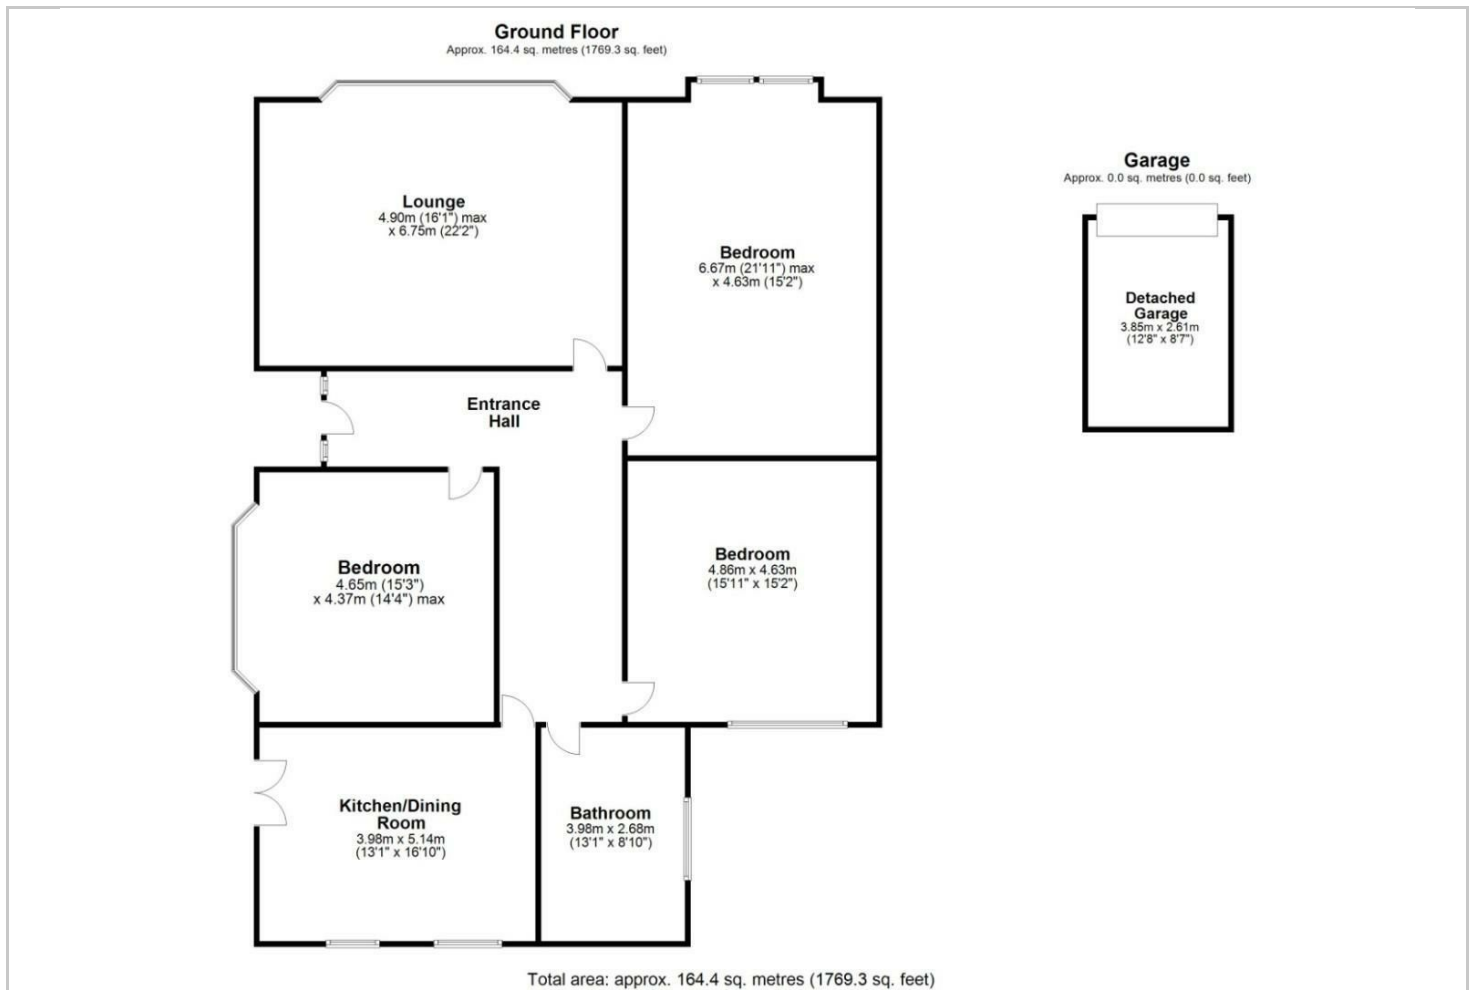 Ground Floor
Approx. 164.4 sq. metres (1769.3 sq. feet)
Lounge
4.90m (16'1") max
x 6.75m (22'2")
Bedroom
6.67m (21'11") max
x 4.63m (15'2")
Garage
Approx. 0.0 sq. metres (0.0 sq. feet)
Detached
Garage
3.85m x 2.61m
(12'8" x 8'7")
Entrance
Hall
Bedroom
4.65m (15'3")
x 4.37m (14'4") max
Bedroom
4.86m x 4.63m
(15'11" x 15'2")
Kitchen/Dining
Room
3.98m x 5.14m
(13'1" x 16'10")
Bathroom
3.98m x 2.68m
(13'1" x 8'10")
Total area: approx. 164.4 sq. metres (1769.3 sq. feet)